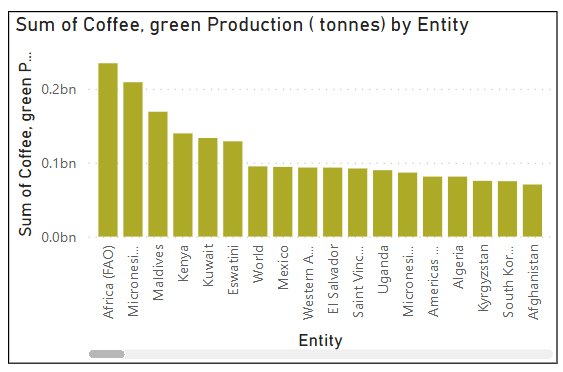 Sum of Coffee, green Production ( tonnes) by Entity
Sum of Coffee, green P...
0.2bn
0.1bn
0.0bn
Africa (FAO)
Micronesi...
Maldives
Kenya
Kuwait
Eswatini
World
Mexico
Western A...
El Salvador
Saint Vinc...
Uganda
Micronesi...
Americas ...
Algeria
Kyrgyzstan
South Kor...
Afghanistan
Entity